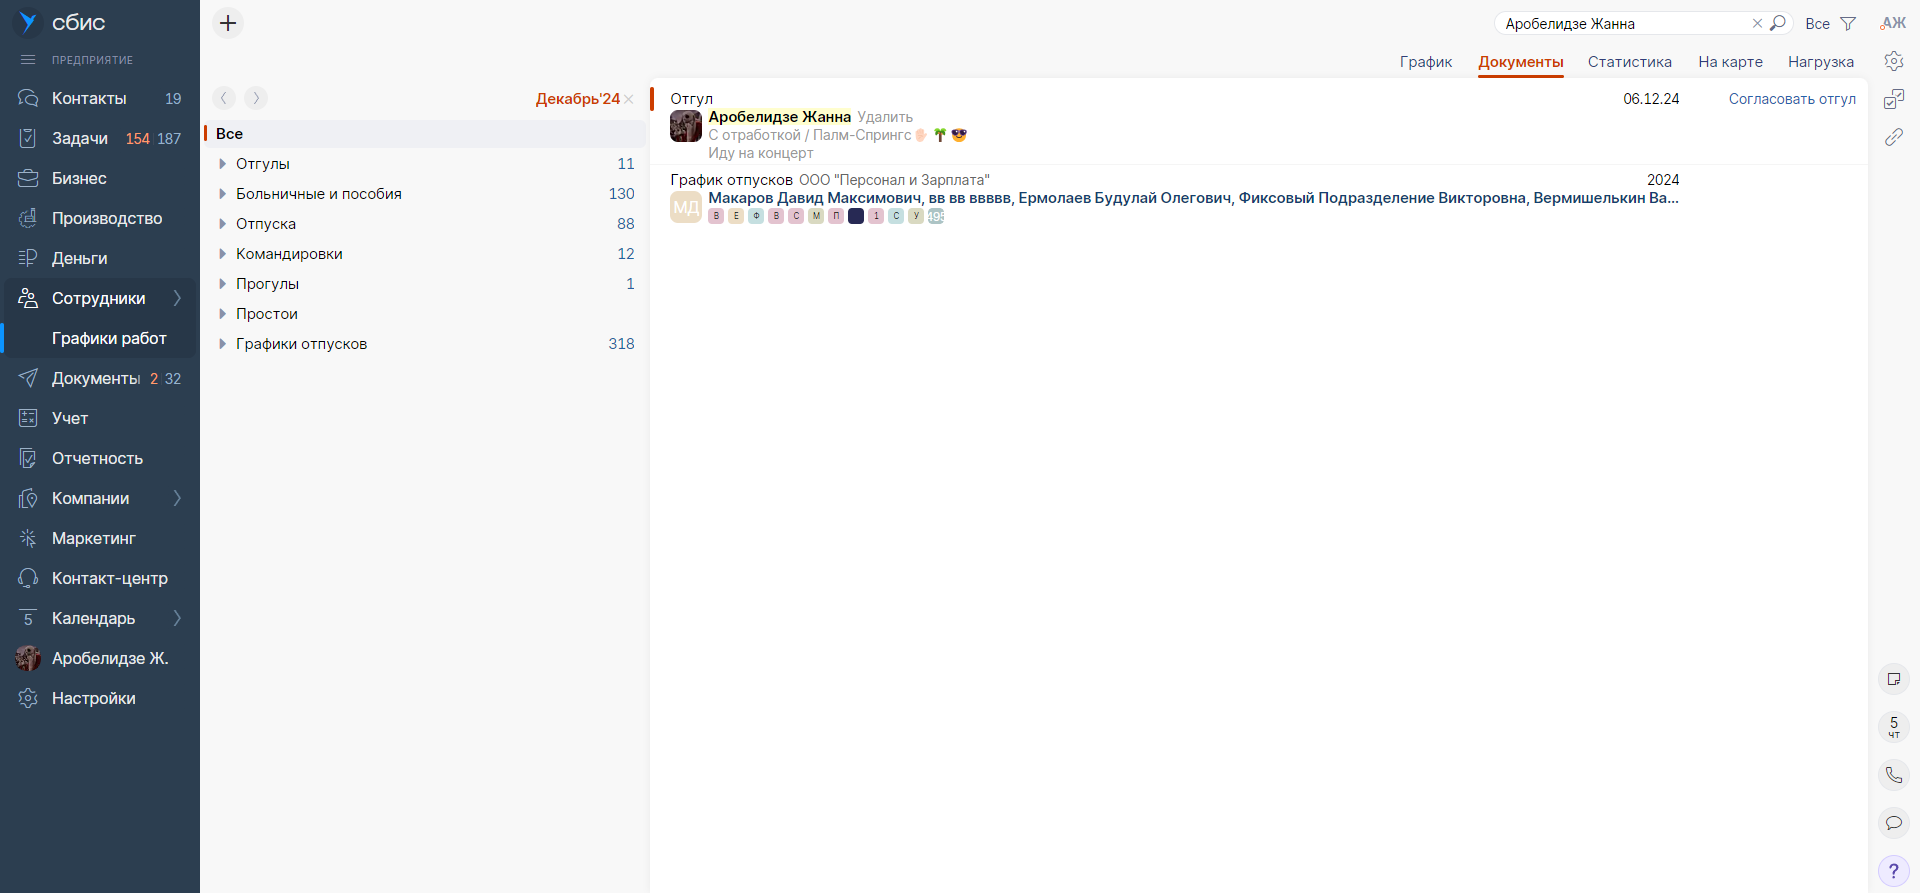 сбис
ПРЕДПРИЯТИЕ
Контакты 19
Задачи 154 187
Бизнес
Производство
Деньги
Сотрудники
Графики работ
Документы 2 32
Учет
Отчетность
Компании
Маркетинг
Контакт-центр
5 Календарь
Аробелидзе Ж.
Настройки
Аробелидзе Жанна Все АЖ
График Документы Статистика На карте Нагрузка
Декабрь'24
Все
Отгулы 11
Больничные и пособия 130
Отпуска 88
Командировки 12
Прогулы 1
Простои
Графики отпусков 318
Отгул 06.12.24 Согласовать отгул
Аробелидзе Жанна Удалить
С отработкой / Палм-Спрингс✋🏻🌴😎
Иду на концерт
График отпусков ООО "Персонал и Зарплата" 2024
МД Макаров Давид Максимович, вв вв ввввв, Ермолаев Будулай Олегович, Фиксовый Подразделение Викторовна, Вермишелькин Ва...
В Е Ф В С М П 1 С У 495
5
чт
?